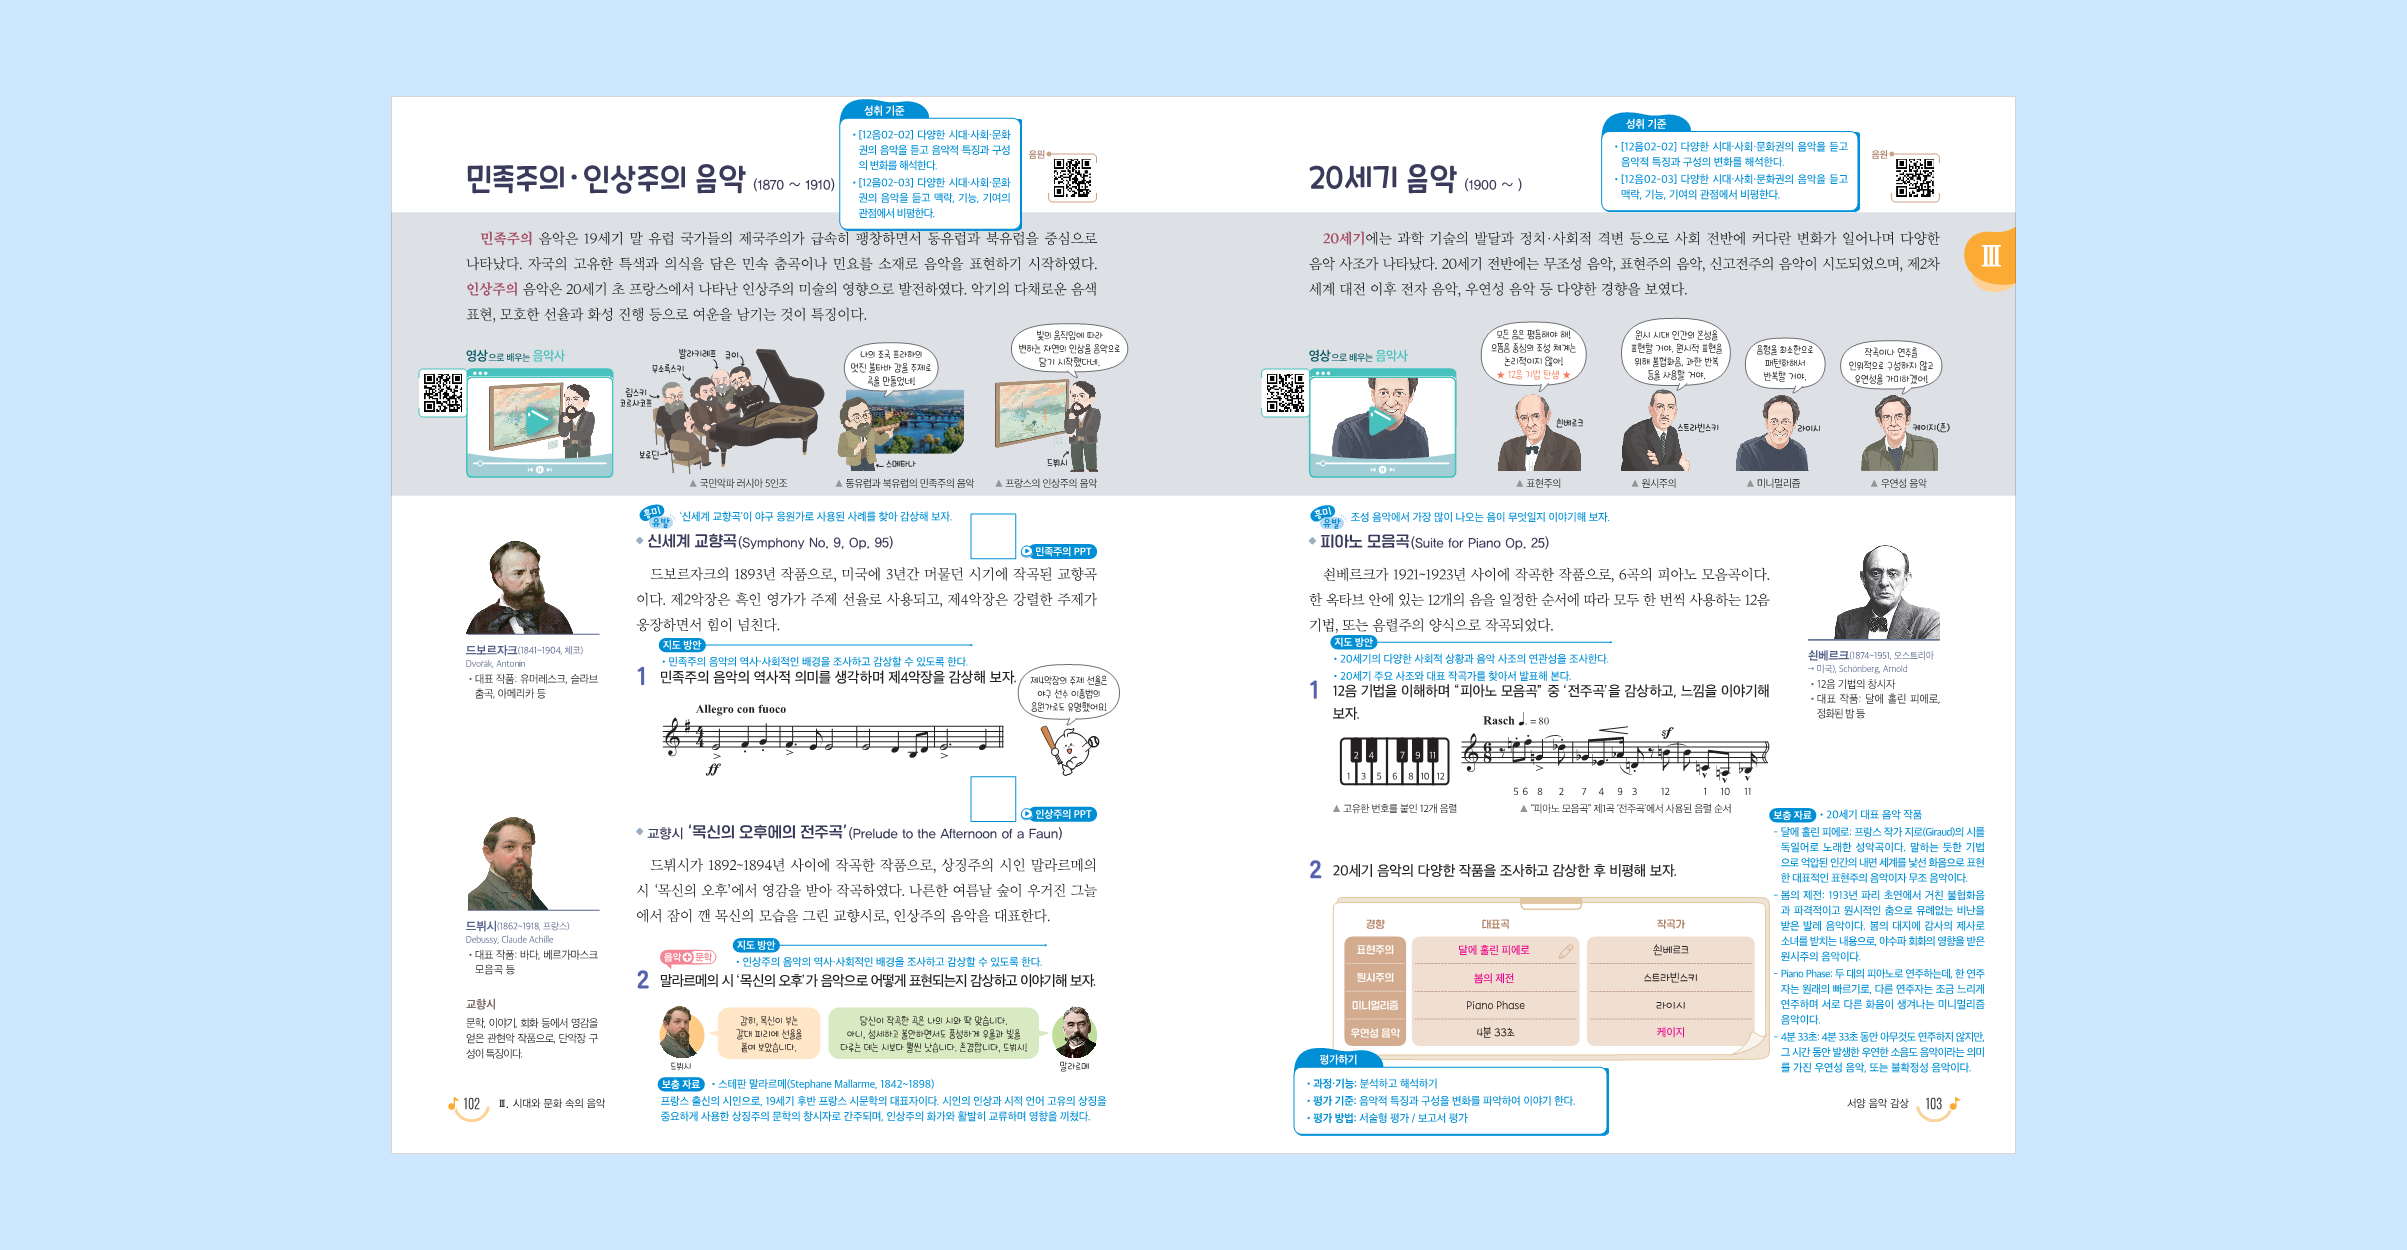 민족주의·인상주의 음악 (1870 ~ 1910)
성취 기준
• [12음02-02] 다양한 시대·사회·문화
권의 음악을 듣고 음악적 특징과 구성
의 변화를 해석한다.
• [12음02-03] 다양한 시대·사회·문화
권의 음악을 듣고 맥락, 기능, 기여의
관점에서 비평한다.
음원
민족주의 음악은 19세기 말 유럽 국가들의 제국주의가 급속히 팽창하면서 동유럽과 북유럽을 중심으로
나타났다. 자국의 고유한 특색과 의식을 담은 민속 춤곡이나 민요를 소재로 음악을 표현하기 시작하였다.
인상주의 음악은 20세기 초 프랑스에서 나타난 인상주의 미술의 영향으로 발전하였다. 악기의 다채로운 음색
표현, 모호한 선율과 화성 진행 등으로 여운을 남기는 것이 특징이다.
영상으로 배우는 음악사
발라키레프
큐이
무소륵스키
림스키
코르사코프
보로딘
▲ 국민악파 러시아 5인조
나의 조국 프라하의
멋진 몰타바 강을 주제로
곡을 만들었네!
스메타나
▲ 동유럽과 북유럽의 민족주의 음악
빛의 움직임에 따라
변하는 자연의 인상을 음악으로
담기 시작했다네.
드뷔시
▲ 프랑스의 인상주의 음악
흥미
유발
'신세계 교향곡'이 야구 응원가로 사용된 사례를 찾아 감상해 보자.
신세계 교향곡(Symphony No. 9, Op. 95)
민족주의 PPT
드보르자크의 1893년 작품으로, 미국에 3년간 머물던 시기에 작곡된 교향곡
이다. 제2악장은 흑인 영가가 주제 선율로 사용되고, 제4악장은 강렬한 주제가
웅장하면서 힘이 넘친다.
드보르자크(1841~1904, 체코)
Dvořák, Antonín
• 대표 작품: 유머레스크, 슬라브
춤곡, 아메리카 등
지도 방안
• 민족주의 음악의 역사·사회적인 배경을 조사하고 감상할 수 있도록 한다.
1 민족주의 음악의 역사적 의미를 생각하며 제4악장을 감상해 보자.
제4악장의 주제 선율은
야구 선수 이종범의
응원가로도 유명했어요!
Allegro con fuoco
ff
인상주의 PPT
교향시 '목신의 오후에의 전주곡'(Prelude to the Afternoon of a Faun)
드뷔시가 1892~1894년 사이에 작곡한 작품으로, 상징주의 시인 말라르메의
시 '목신의 오후'에서 영감을 받아 작곡하였다. 나른한 여름날 숲이 우거진 그늘
에서 잠이 깬 목신의 모습을 그린 교향시로, 인상주의 음악을 대표한다.
드뷔시(1862~1918, 프랑스)
Debussy, Claude Achille
• 대표 작품: 바다, 베르가마스크
모음곡 등
교향시
문학, 이야기, 회화 등에서 영감을
얻은 관현악 작품으로, 단악장 구
성이 특징이다.
음악+문학
지도 방안
• 인상주의 음악의 역사·사회적인 배경을 조사하고 감상할 수 있도록 한다.
2 말라르메의 시 '목신의 오후'가 음악으로 어떻게 표현되는지 감상하고 이야기해 보자.
감히, 목신이 부는
갈대 피리에 선율을
붙여 보았습니다.
드뷔시
당신이 작곡한 곡은 나의 시와 딱 맞습니다.
아니, 섬세하고 불안하면서도 풍성하게 우울과 빛을
다루는 데는 시보다 훨씬 낫습니다. 존경합니다, 드뷔시!
말라르메
보충 자료 • 스테판 말라르메(Stephane Mallarme, 1842~1898)
프랑스 출신의 시인으로, 19세기 후반 프랑스 시문학의 대표자이다. 시인의 인상과 시적 언어 고유의 상징을
중요하게 사용한 상징주의 문학의 창시자로 간주되며, 인상주의 화가와 활발히 교류하며 영향을 끼쳤다.
102 Ⅲ. 시대와 문화 속의 음악
20세기 음악 (1900 ~ )
성취 기준
• [12음02-02] 다양한 시대·사회·문화권의 음악을 듣고
음악적 특징과 구성의 변화를 해석한다.
• [12음02-03] 다양한 시대·사회·문화권의 음악을 듣고
맥락, 기능, 기여의 관점에서 비평한다.
음원
Ⅲ
20세기에는 과학 기술의 발달과 정치·사회적 격변 등으로 사회 전반에 커다란 변화가 일어나며 다양한
음악 사조가 나타났다. 20세기 전반에는 무조성 음악, 표현주의 음악, 신고전주의 음악이 시도되었으며, 제2차
세계 대전 이후 전자 음악, 우연성 음악 등 다양한 경향을 보였다.
영상으로 배우는 음악사
모든 음은 평등해야 해!
으뜸음 중심의 조성 체계는
논리적이지 않아!
★ 12음 기법 탄생 ★
쇤베르크
▲ 표현주의
원시 시대 인간의 본성을
표현할 거야. 원시적 표현을
위해 불협화음, 과한 반복
등을 사용할 거야.
스트라빈스키
▲ 원시주의
음형을 최소한으로
패턴화해서
반복할 거야.
라이시
▲ 미니멀리즘
작곡이나 연주를
인위적으로 구성하지 않고
우연성을 가미하겠어!
케이지(존)
▲ 우연성 음악
흥미
유발
조성 음악에서 가장 많이 나오는 음이 무엇일지 이야기해 보자.
피아노 모음곡(Suite for Piano Op. 25)
쇤베르크가 1921~1923년 사이에 작곡한 작품으로, 6곡의 피아노 모음곡이다.
한 옥타브 안에 있는 12개의 음을 일정한 순서에 따라 모두 한 번씩 사용하는 12음
기법, 또는 음렬주의 양식으로 작곡되었다.
쇤베르크(1874~1951, 오스트리아
→ 미국), Schönberg, Arnold
• 12음 기법의 창시자
• 대표 작품: 달에 홀린 피에로,
정화된 밤 등
지도 방안
• 20세기의 다양한 사회적 상황과 음악 사조의 연관성을 조사한다.
• 20세기 주요 사조와 대표 작곡가를 찾아서 발표해 본다.
1 12음 기법을 이해하며 "피아노 모음곡" 중 '전주곡'을 감상하고, 느낌을 이야기해
보자.
Rasch ♩. = 80
sf
2 4 7 9 11
1 3 5 6 8 10 12
5 6 8 2 7 4 9 3 12 1 10 11
▲ 고유한 번호를 붙인 12개 음렬
▲ "피아노 모음곡" 제1곡 '전주곡'에서 사용된 음렬 순서
2 20세기 음악의 다양한 작품을 조사하고 감상한 후 비평해 보자.
경향 대표곡 작곡가
표현주의 달에 홀린 피에로 쇤베르크
원시주의 봄의 제전 스트라빈스키
미니멀리즘 Piano Phase 라이시
우연성 음악 4분 33초 케이지
보충 자료 • 20세기 대표 음악 작품
- 달에 홀린 피에로: 프랑스 작가 지로(Giraud)의 시를
독일어로 노래한 성악곡이다. 말하는 듯한 기법
으로 억압된 인간의 내면 세계를 낯선 화음으로 표현
한 대표적인 표현주의 음악이자 무조 음악이다.
- 봄의 제전: 1913년 파리 초연에서 거친 불협화음
과 파격적이고 원시적인 춤으로 유례없는 비난을
받은 발레 음악이다. 봄의 대지에 감사의 제사로
소녀를 받치는 내용으로, 야수파 회화의 영향을 받은
원시주의 음악이다.
- Piano Phase: 두 대의 피아노로 연주하는데, 한 연주
자는 원래의 빠르기로, 다른 연주자는 조금 느리게
연주하며 서로 다른 화음이 생겨나는 미니멀리즘
음악이다.
- 4분 33초: 4분 33초 동안 아무것도 연주하지 않지만,
그 시간 동안 발생한 우연한 소음도 음악이라는 의미
를 가진 우연성 음악, 또는 불확정성 음악이다.
평가하기
• 과정·기능: 분석하고 해석하기
• 평가 기준: 음악적 특징과 구성을 변화를 파악하여 이야기 한다.
• 평가 방법: 서술형 평가 / 보고서 평가
서양 음악 감상 103